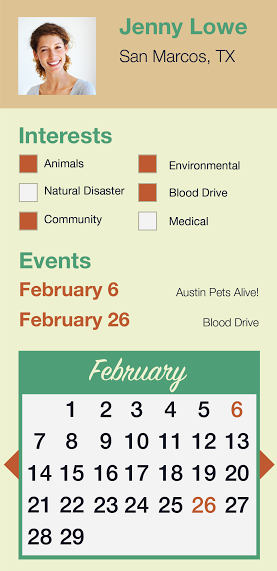 Jenny Lowe
San Marcos, TX
Interests
Animals Environmental
Natural Disaster Blood Drive
Community Medical
Events
February 6 Austin Pets Alive!
February 26 Blood Drive
February
1 2 3 4 5 6
7 8 9 10 11 12 13
14 15 16 17 18 19 20
21 22 23 24 25 26 27
28 29